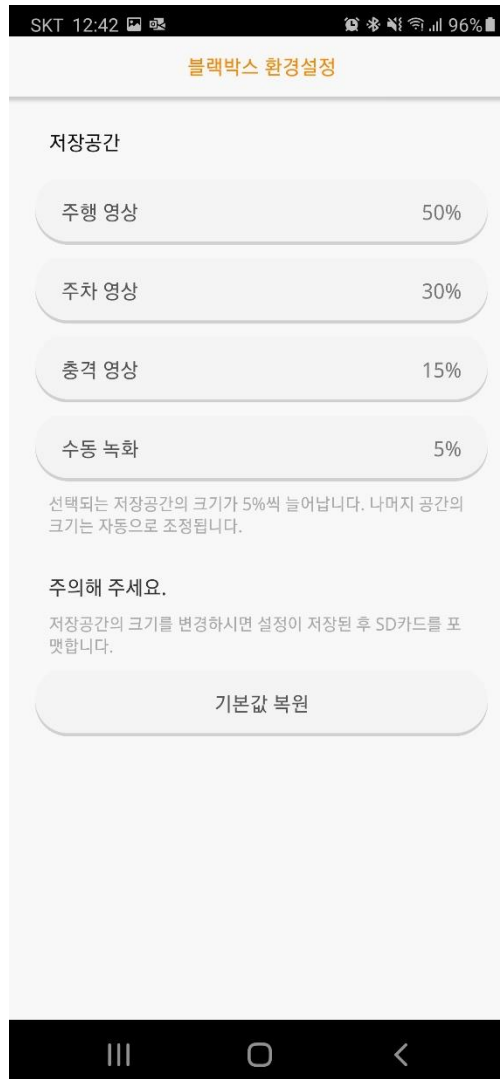 SKT 12:42 96%
블랙박스 환경설정
저장공간
주행 영상 50%
주차 영상 30%
충격 영상 15%
수동 녹화 5%
선택되는 저장공간의 크기가 5%씩 늘어납니다. 나머지 공간의
크기는 자동으로 조정됩니다.
주의해 주세요.
저장공간의 크기를 변경하시면 설정이 저장된 후 SD카드를 포
맷합니다.
기본값 복원